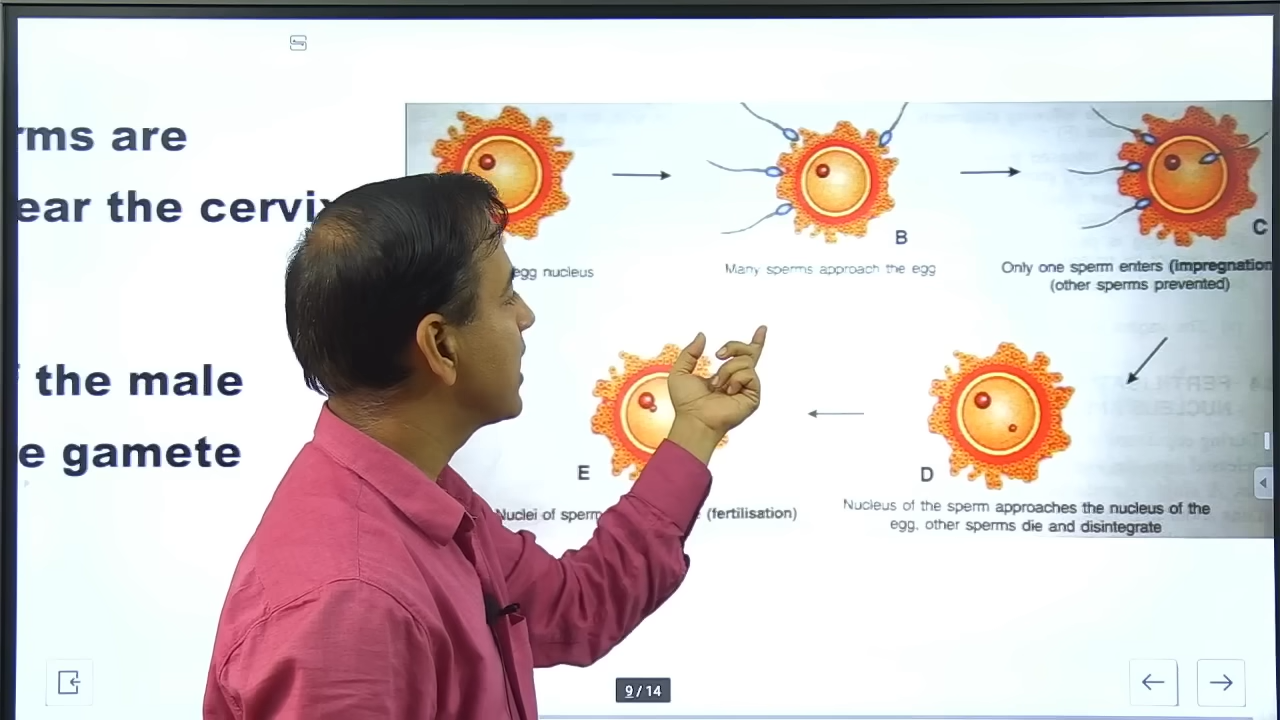 rms are
ear the cervix
the male
e gamete
egg nucleus
B
Many sperms approach the egg
C
Only one sperm enters (impregnation
(other sperms prevented)
E
Nuclei of sperm
(fertilisation)
D
Nucleus of the sperm approaches the nucleus of the
egg, other sperms die and disintegrate
9 / 14